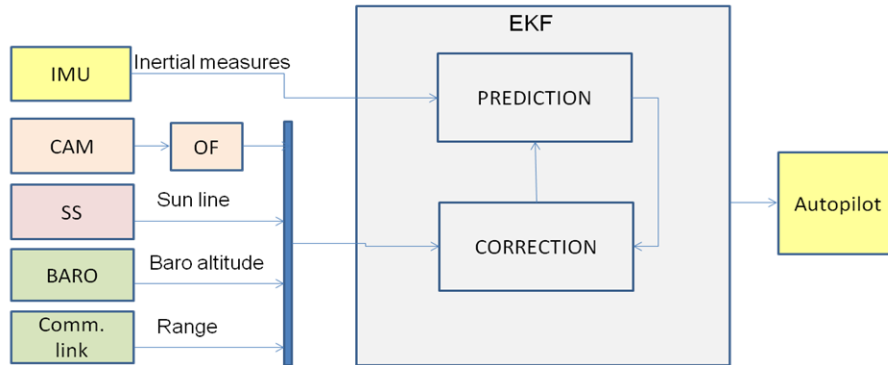 EKF
IMU
Inertial measures
PREDICTION
CAM
OF
SS
Sun line
Autopilot
CORRECTION
BARO
Baro altitude
Comm.
link
Range